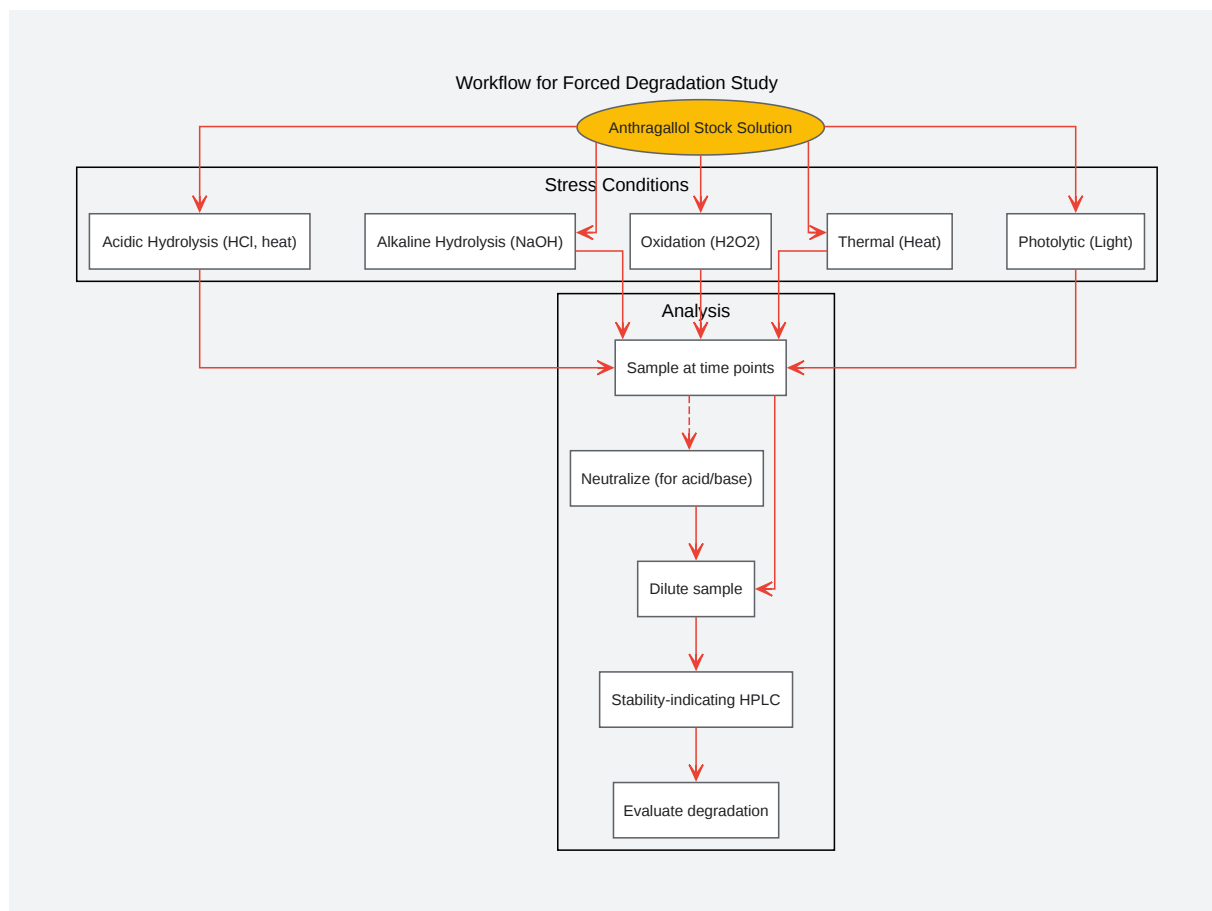 Workflow for Forced Degradation Study
Anthragallol Stock Solution
Stress Conditions
Acidic Hydrolysis (HCl, heat)
Alkaline Hydrolysis (NaOH)
Oxidation (H2O2)
Thermal (Heat)
Photolytic (Light)
Analysis
Sample at time points
Neutralize (for acid/base)
Dilute sample
Stability-indicating HPLC
Evaluate degradation